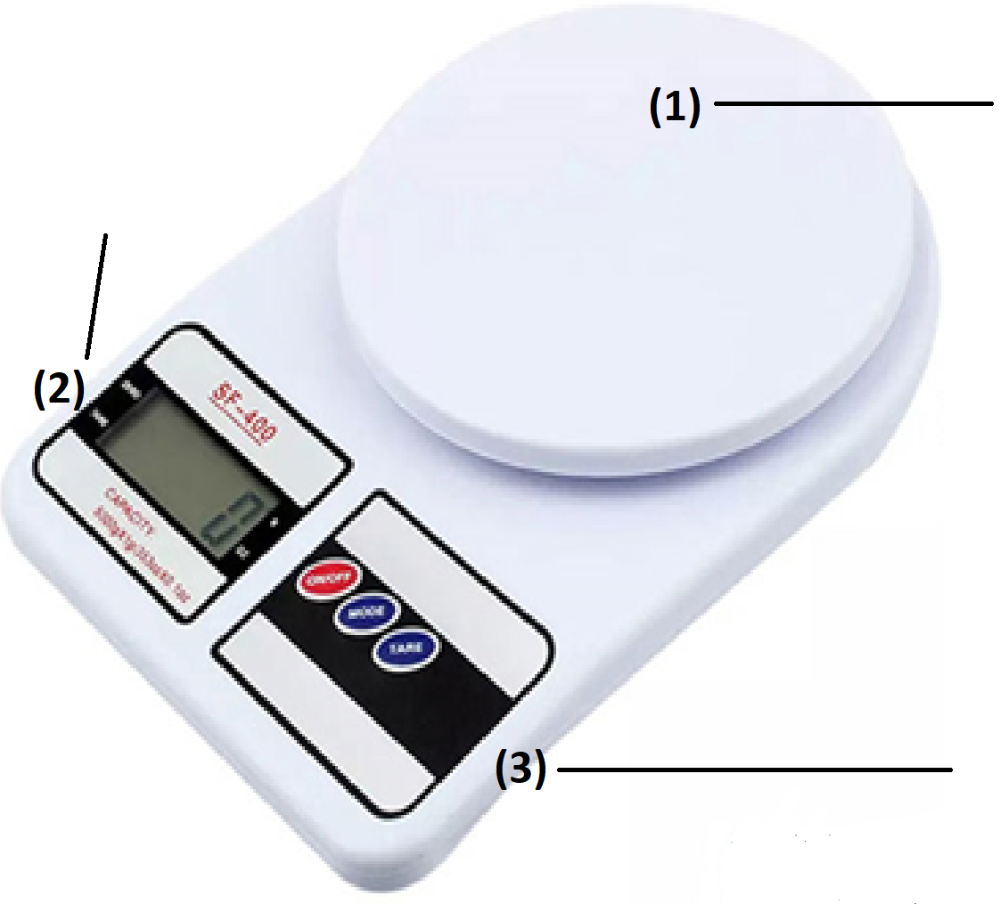 (1)
(2)
SF-400
CAPACITY
ON/OFF
MODE
TARE
(3)